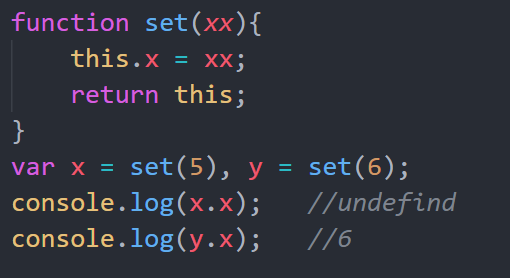 function set(xx){
    this.x = xx;
    return this;
}
var x = set(5), y = set(6);
console.log(x.x);   //undefind
console.log(y.x);   //6